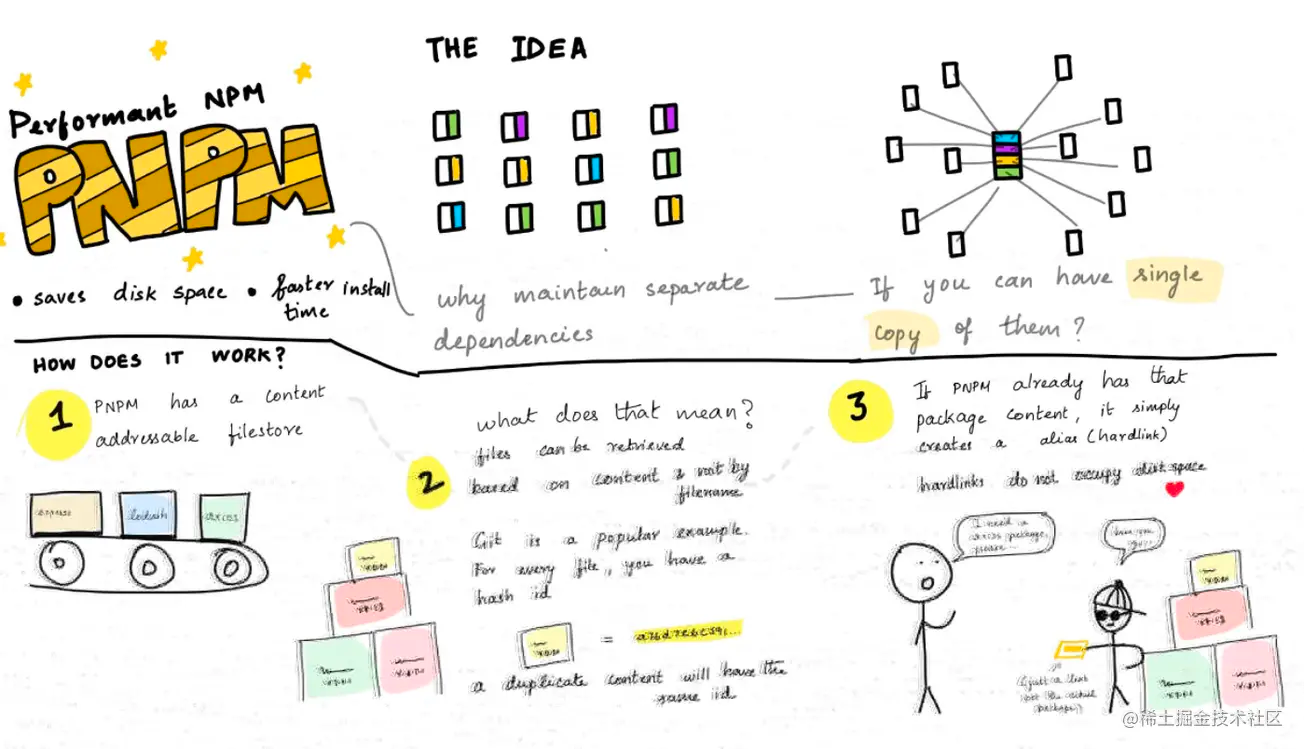 Performant NPM
PNPM
• saves disk space • faster install
time
THE IDEA
why maintain separate
dependencies
If you can have single
copy of them?
HOW DOES IT WORK?
1
PNPM has a content
addressable filestore
express
lodash
axios
2
what does that mean?
files can be retrieved
based on content & not by
filename
Git is a popular example.
For every file, you have a
hash id
=
a duplicate content will have the
same id
3
If PNPM already has that
package content, it simply
creates a alias (hardlink)
hardlinks do not occupy disk space
I need a
axios package,
please
here you
go
(just a link
not the actual
package)
@稀土掘金技术社区